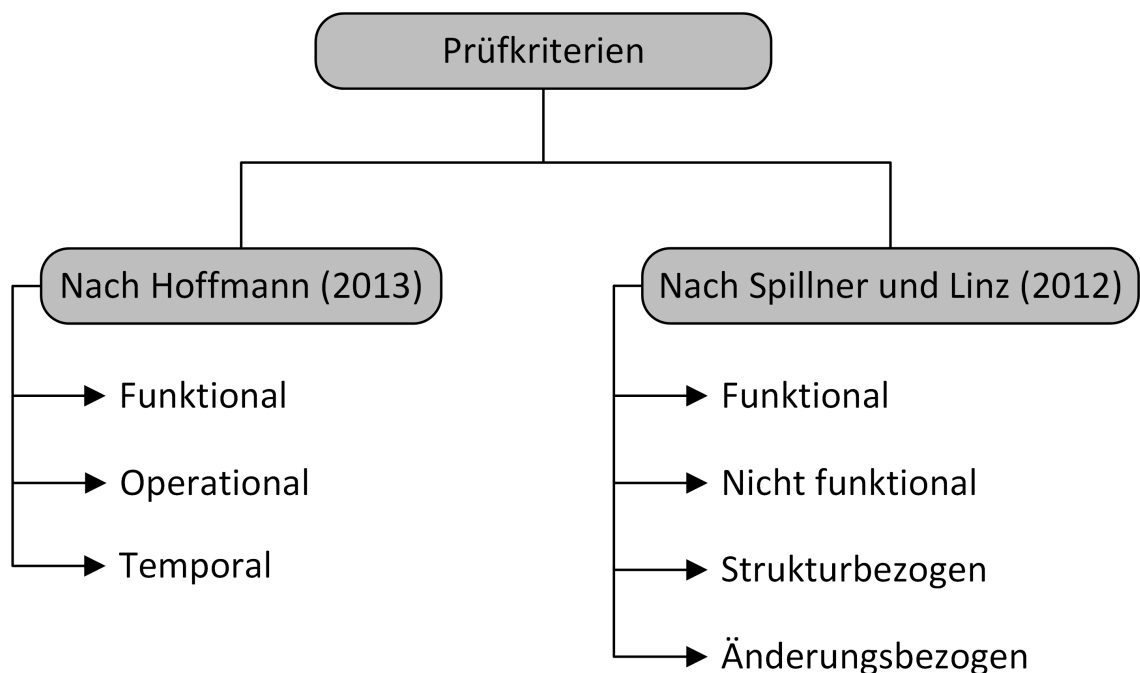 Prüfkriterien
Nach Hoffmann (2013)
Funktional
Operational
Temporal
Nach Spillner und Linz (2012)
Funktional
Nicht funktional
Strukturbezogen
Änderungsbezogen